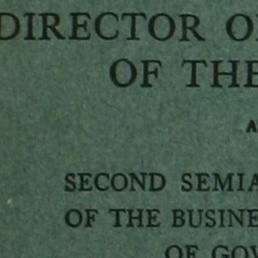 DIRECTOR O
OF THE
A
SECOND SEMIA
OF THE BUSINE
OF GOV